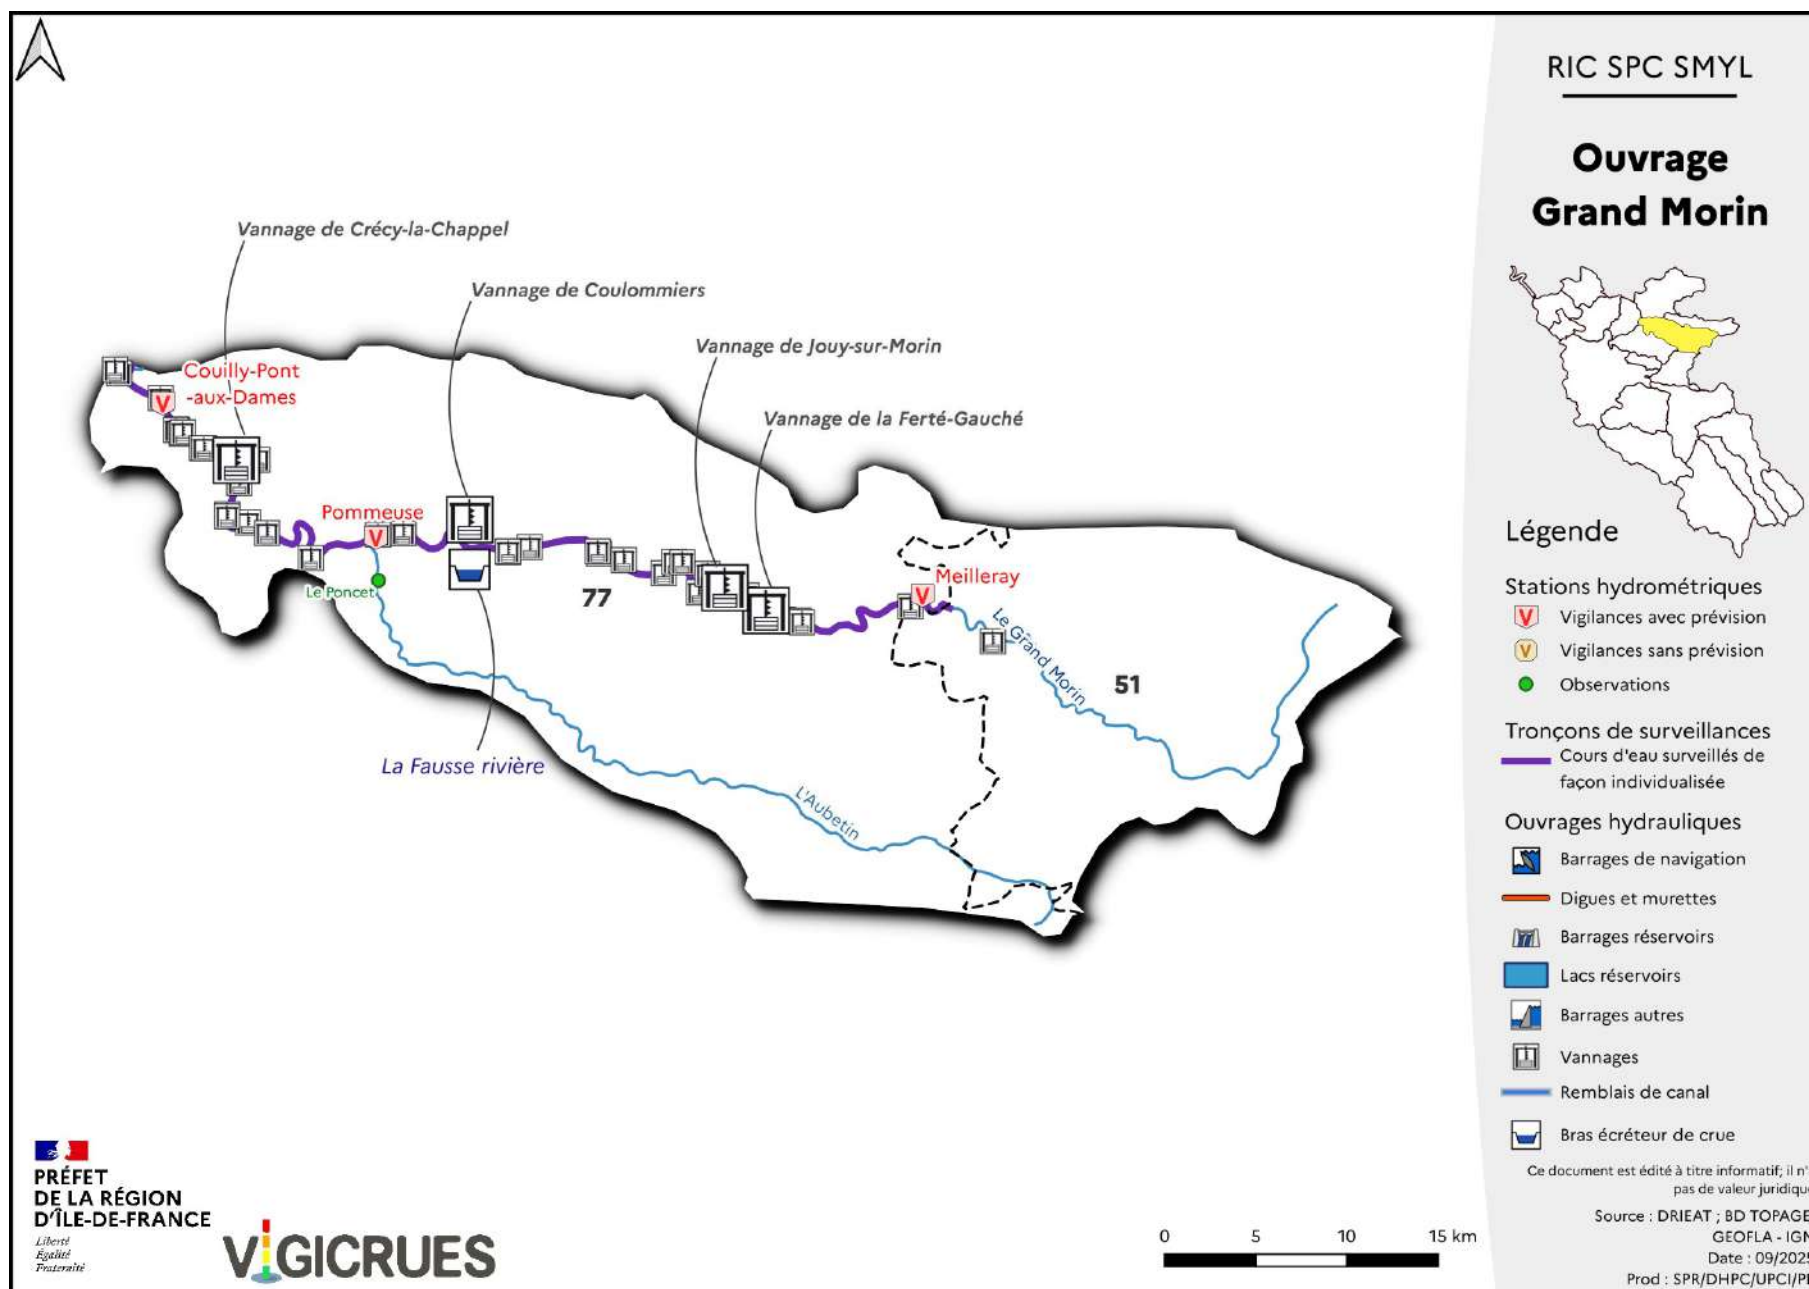 RIC SPC SMYL
Ouvrage
Grand Morin
Vannage de Crécy-la-Chappel
Vannage de Coulommiers
Vannage de Jouy-sur-Morin
Vannage de la Ferté-Gauché
Couilly-Pont
-aux-Dames
Pommeuse
Le Poncet
77
Meilleray
Le Grand Morin
51
La Fausse rivière
L'Aubetin
Légende
Stations hydrométriques
V Vigilances avec prévision
V Vigilances sans prévision
Observations
Tronçons de surveillances
Cours d'eau surveillés de
façon individualisée
Ouvrages hydrauliques
Barrages de navigation
Digues et murettes
Barrages réservoirs
Lacs réservoirs
Barrages autres
Vannages
Remblais de canal
Bras écréteur de crue
Ce document est édité à titre informatif; il n'
pas de valeur juridique
Source : DRIEAT ; BD TOPAGE
GEOFLA - IGN
Date : 09/2025
Prod : SPR/DHPC/UPCI/P
PRÉFET
DE LA RÉGION
D'ÎLE-DE-FRANCE
Liberté
Égalité
Fraternité
VIGICRUES
0 5 10 15 km